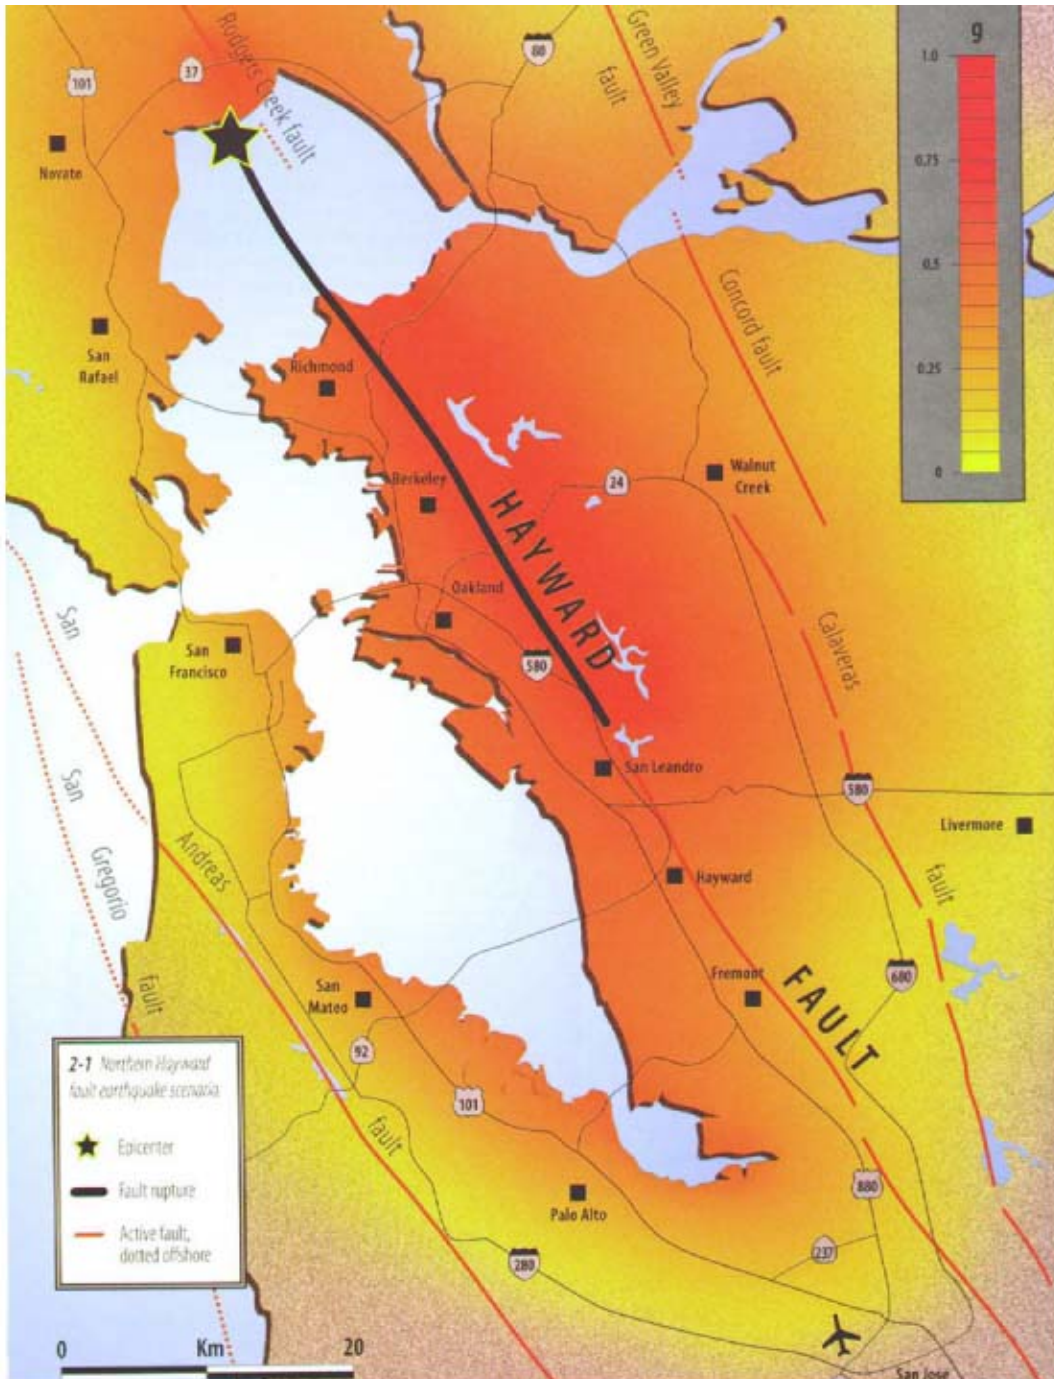 Rodgers Creek fault
Green Valley
fault
g
1.0
0.75
0.5
0.25
0
101
37
80
Novato
Concord fault
San
Rafael
Richmond
Berkeley
24
Walnut
Creek
HAYWARD
Oakland
San
San
Francisco
580
Calaveras
San Leandro
580
San
Gregorio
fault
Andreas
Livermore
Hayward
fault
San
Mateo
Fremont
FAULT
680
92
101
fault
2-1 Northern Hayward
fault earthquake scenario
Epicenter
Fault rupture
Active fault,
dotted offshore
880
Palo Alto
237
280
0 Km 20
San Jose